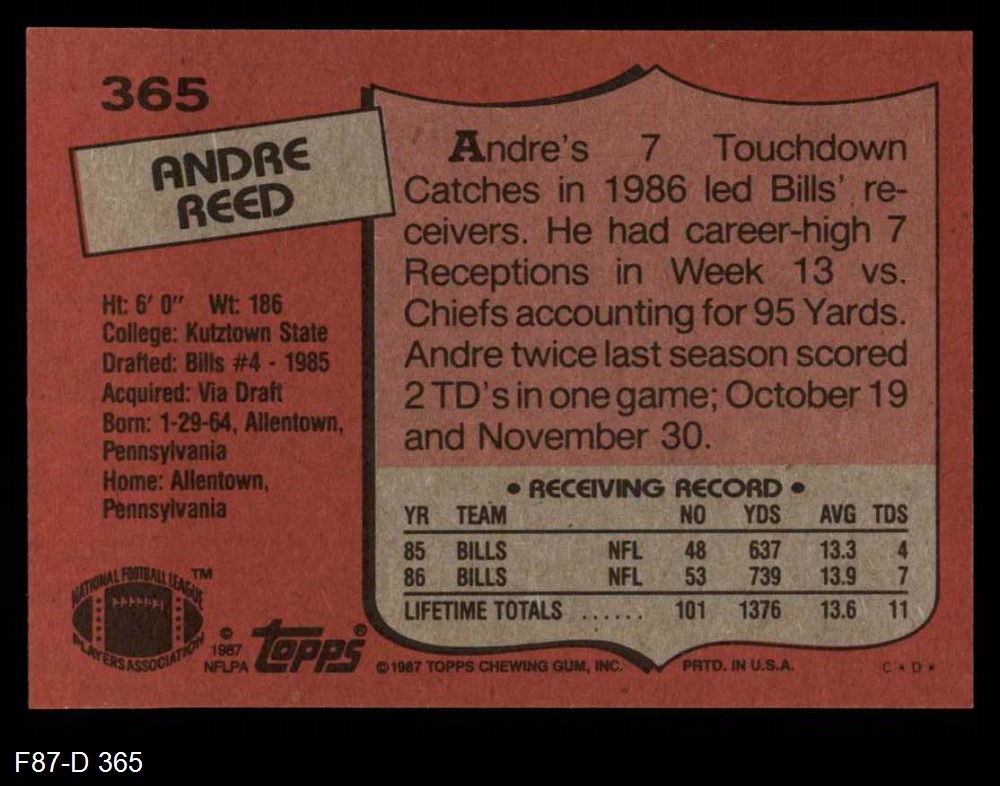 365
ANDRE
REED
Ht: 6' 0" Wt: 186
College: Kutztown State
Drafted: Bills #4 - 1985
Acquired: Via Draft
Born: 1-29-64, Allentown,
Pennsylvania
Home: Allentown,
Pennsylvania
Andre's 7 Touchdown
Catches in 1986 led Bills' re-
ceivers. He had career-high 7
Receptions in Week 13 vs.
Chiefs accounting for 95 Yards.
Andre twice last season scored
2 TD's in one game; October 19
and November 30.
• RECEIVING RECORD •
YR TEAM NO YDS AVG TDS
85 BILLS NFL 48 637 13.3 4
86 BILLS NFL 53 739 13.9 7
LIFETIME TOTALS ...... 101 1376 13.6 11
NATIONAL FOOTBALL LEAGUE ™
PLAYERS ASSOCIATION
© 1987 NFLPA
topps®
© 1987 TOPPS CHEWING GUM, INC. PRTD. IN U.S.A. C * D *
F87-D 365